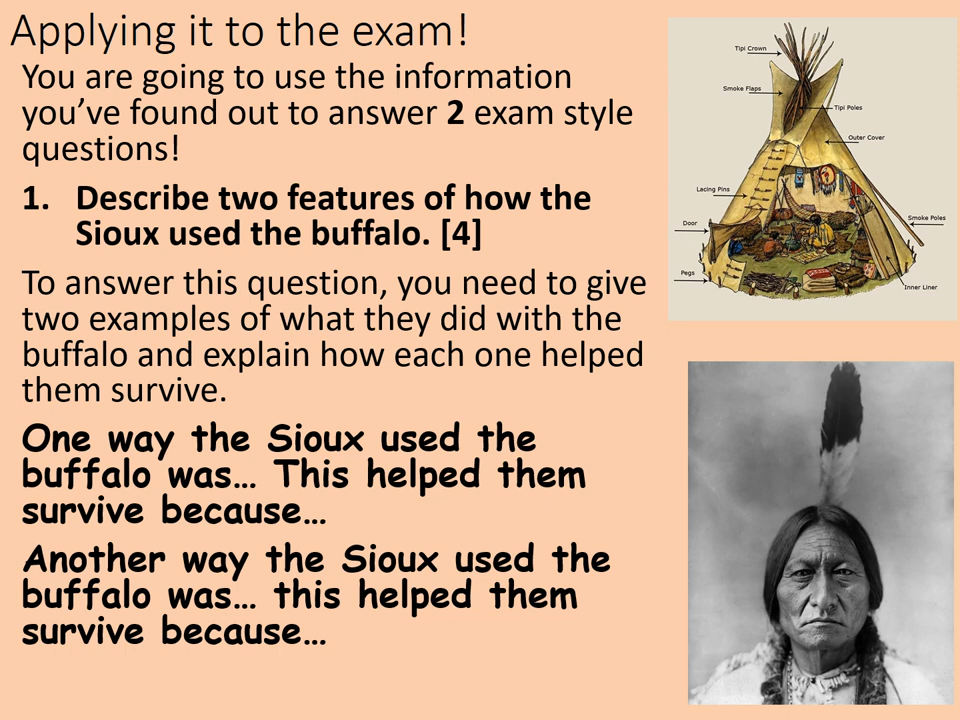 Applying it to the exam!
You are going to use the information
you’ve found out to answer 2 exam style
questions!
1. Describe two features of how the
Sioux used the buffalo. [4]
To answer this question, you need to give
two examples of what they did with the
buffalo and explain how each one helped
them survive.
One way the Sioux used the
buffalo was… This helped them
survive because…
Another way the Sioux used the
buffalo was… this helped them
survive because…
Tipi Crown
Smoke Flaps
Tipi Poles
Outer Cover
Lacing Pins
Smoke Poles
Door
Pegs
Inner Liner